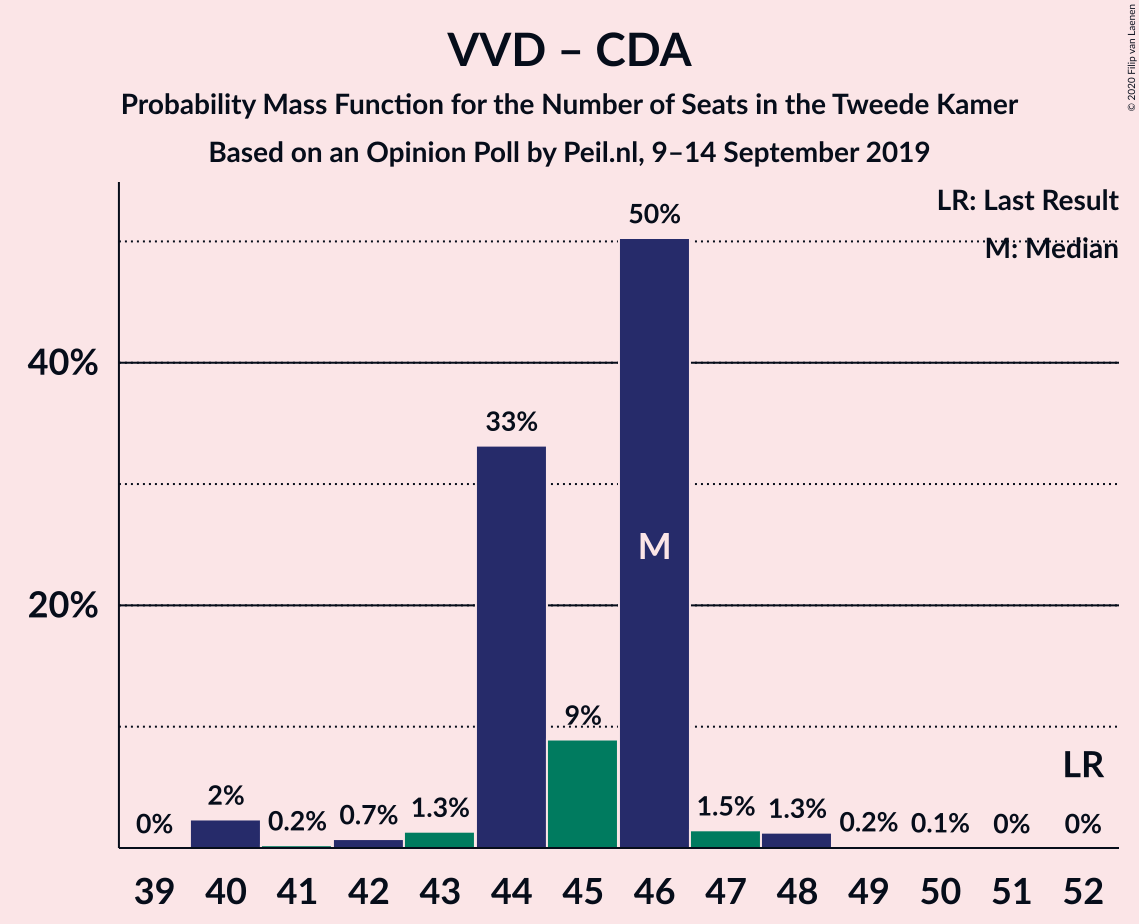 VVD – CDA
Probability Mass Function for the Number of Seats in the Tweede Kamer
Based on an Opinion Poll by Peil.nl, 9–14 September 2019
© 2020 Filip van Laenen
LR: Last Result
M: Median
50%
40%
33%
M
20%
9%
LR
0%
2%
0.2%
0.7%
1.3%
1.5%
1.3%
0.2%
0.1%
0%
0%
39 40 41 42 43 44 45 46 47 48 49 50 51 52